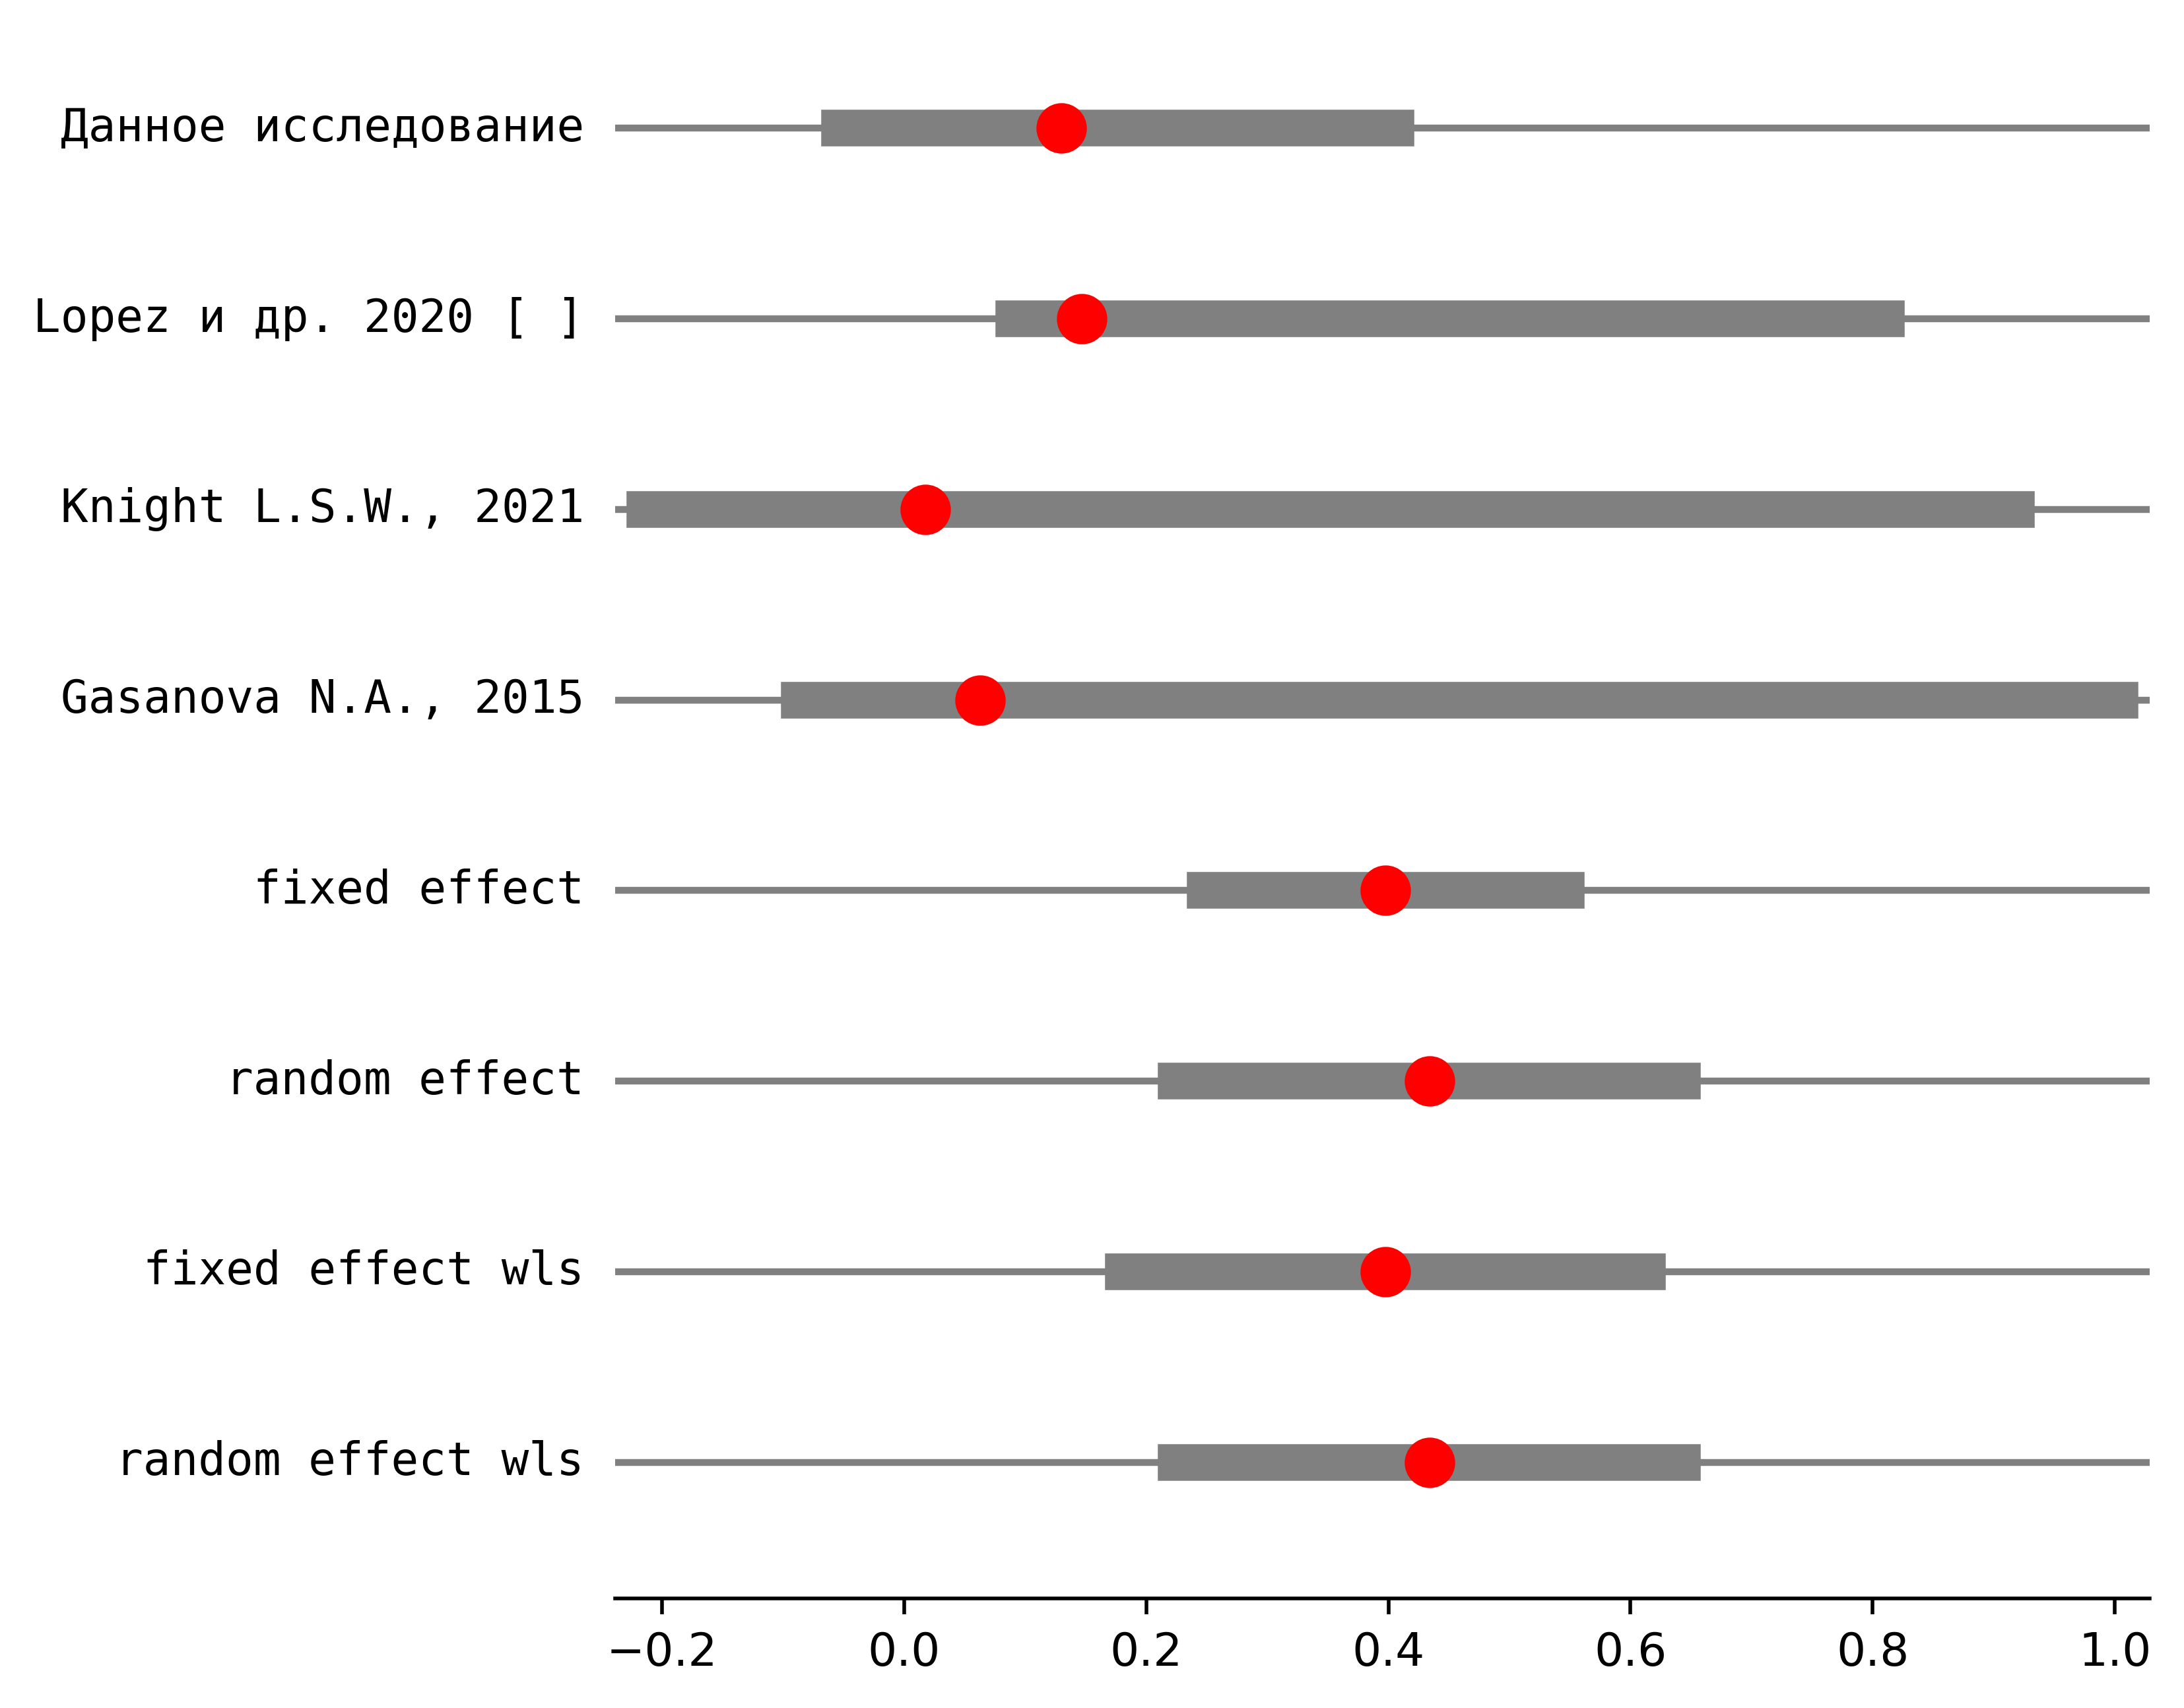 Данное исследование
Lopez и др. 2020 [ ]
Knight L.S.W., 2021
Gasanova N.A., 2015
fixed effect
random effect
fixed effect wls
random effect wls
−0.2 0.0 0.2 0.4 0.6 0.8 1.0